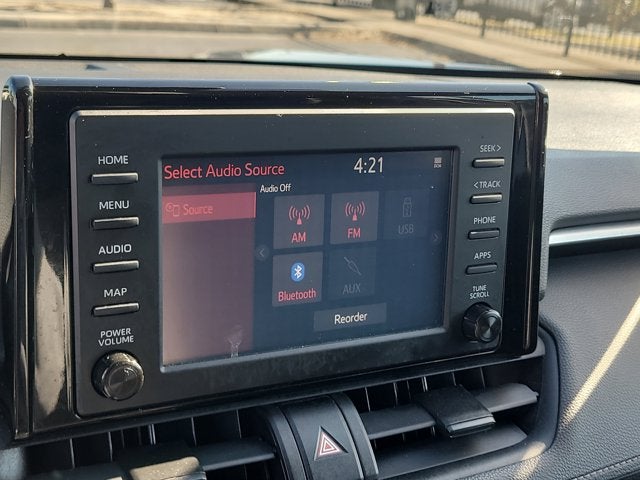 HOME
MENU
AUDIO
MAP
POWER
VOLUME
Select Audio Source
4:21
Audio Off
Source
AM
FM
USB
Bluetooth
AUX
Reorder
SEEK >
< TRACK
PHONE
APPS
TUNE
SCROLL